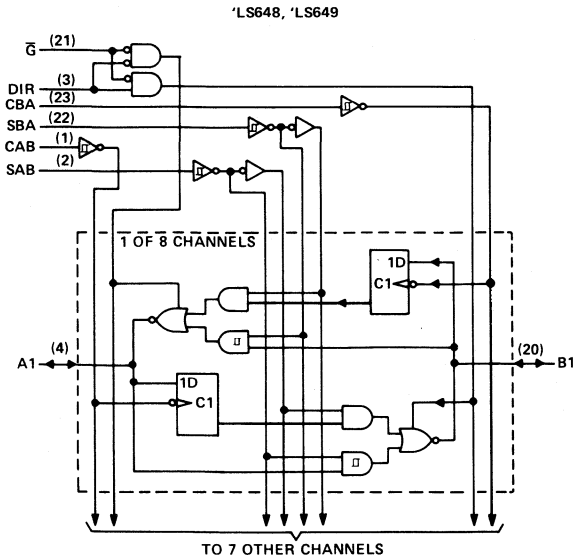 'LS648, 'LS649
G̅ (21)
DIR (3)
CBA (23)
SBA (22)
CAB (1)
SAB (2)
1 OF 8 CHANNELS
1D
C1
A1 (4)
(20) B1
1D
C1
TO 7 OTHER CHANNELS